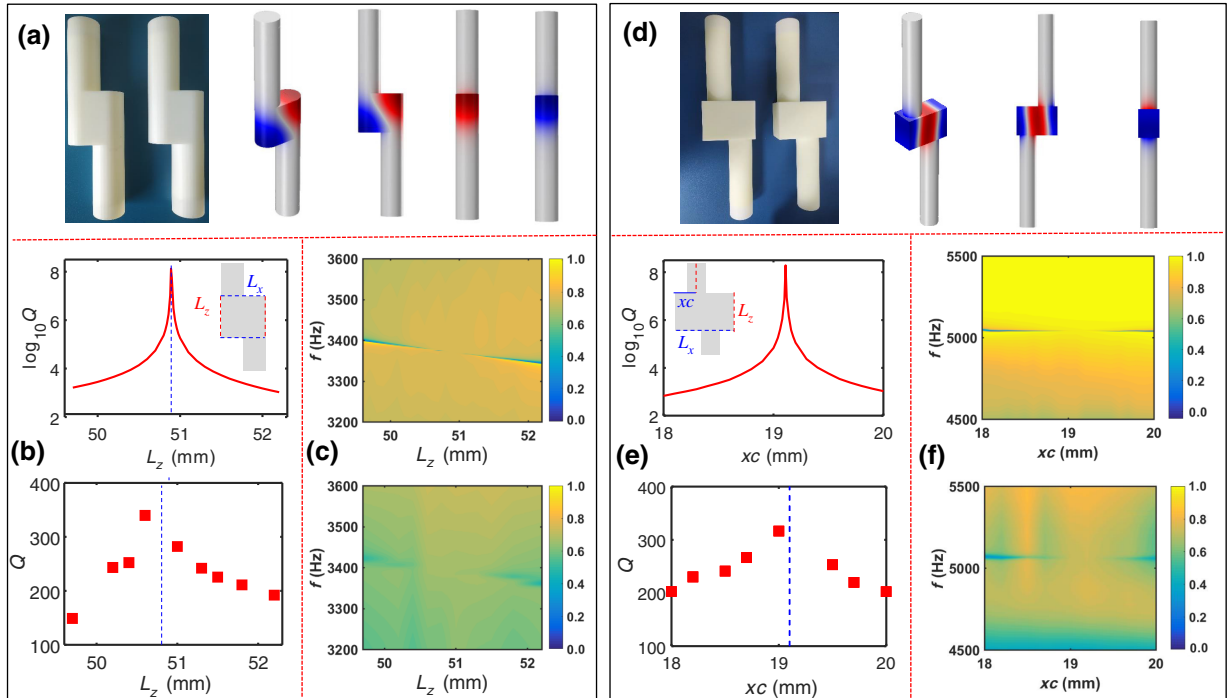 (a)
(d)
8
6
4
2
log10 Q
50
51
52
Lz (mm)
Lx
Lz
3600
3500
3400
3300
3200
f (Hz)
50
51
52
Lz (mm)
1.0
0.8
0.6
0.4
0.2
0.0
8
6
4
2
log10 Q
18
19
20
xc (mm)
xc
Lz
Lx
5500
5000
4500
f (Hz)
18
19
20
xc (mm)
1.0
0.8
0.6
0.4
0.2
0.0
(b)
400
300
200
100
Q
50
51
52
Lz (mm)
(c)
3600
3500
3400
3300
3200
f (Hz)
50
51
52
Lz (mm)
1.0
0.8
0.6
0.4
0.2
0.0
(e)
400
300
200
100
Q
18
19
20
xc (mm)
(f)
5500
5000
4500
f (Hz)
18
19
20
xc (mm)
1.0
0.8
0.6
0.4
0.2
0.0